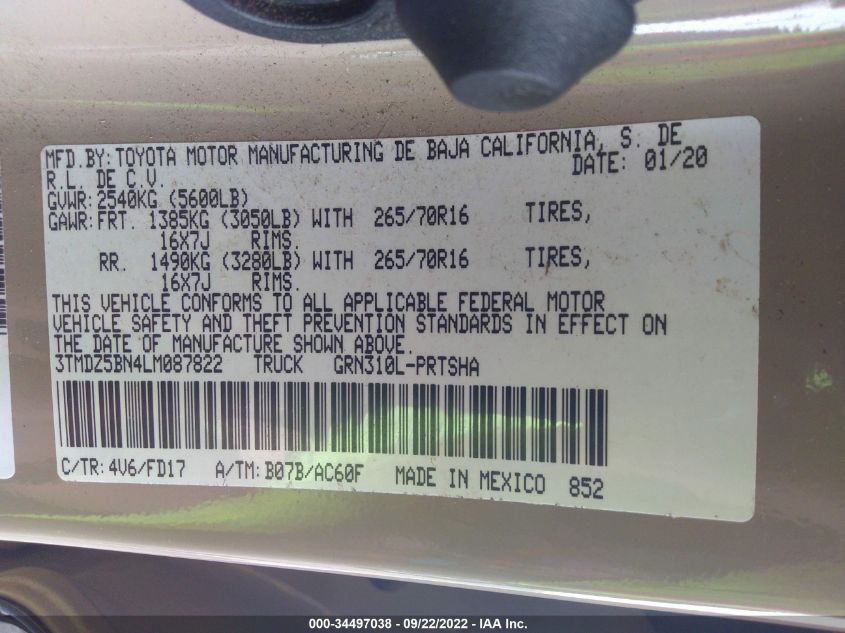 MFD.BY: TOYOTA MOTOR MANUFACTURING DE BAJA CALIFORNIA, S. DE
R.L. DE C.V. DATE: 01/20
GVWR: 2540KG (5600LB)
GAWR: FRT. 1385KG (3050LB) WITH 265/70R16 TIRES,
16X7J RIMS.
RR. 1490KG (3280LB) WITH 265/70R16 TIRES,
16X7J RIMS.
THIS VEHICLE CONFORMS TO ALL APPLICABLE FEDERAL MOTOR
VEHICLE SAFETY AND THEFT PREVENTION STANDARDS IN EFFECT ON
THE DATE OF MANUFACTURE SHOWN ABOVE.
3TMDZ5BN4LM087822 TRUCK GRN310L-PRTSHA
C/TR: 4V6/FD17 A/TM: B07B/AC60F MADE IN MEXICO 852
000-34497038 - 09/22/2022 - IAA Inc.